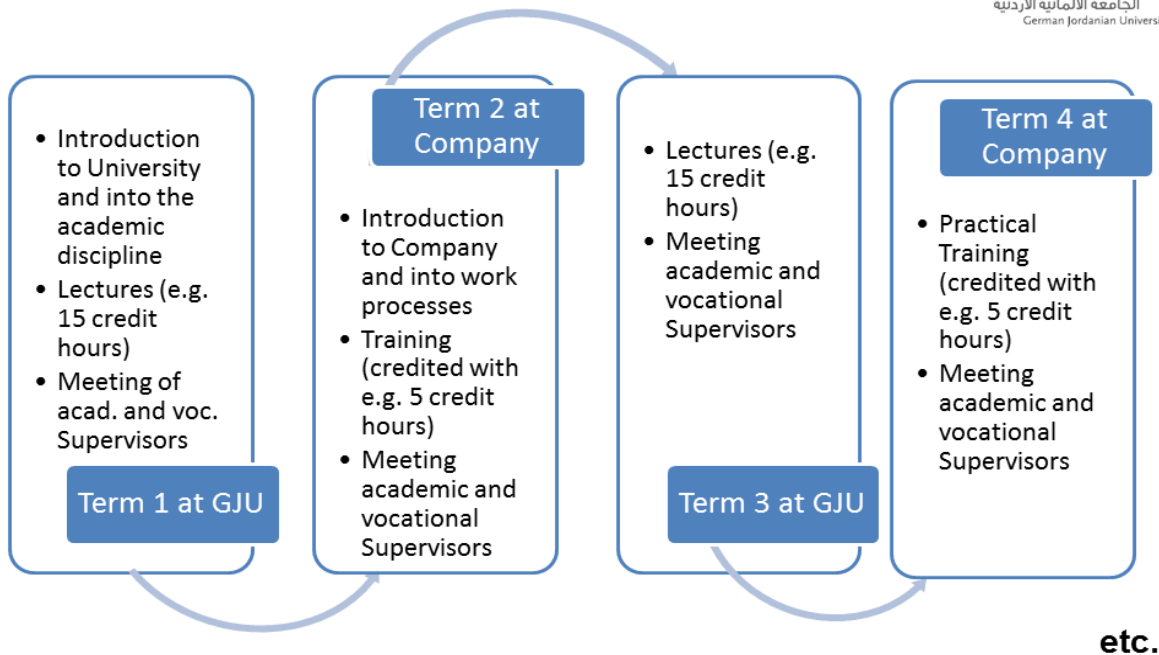 الجامعة الألمانية الأردنية
German Jordanian Universi
• Introduction
to University
and into the
academic
discipline
• Lectures (e.g.
15 credit
hours)
• Meeting of
acad. and voc.
Supervisors
Term 1 at GJU
Term 2 at
Company
• Introduction
to Company
and into work
processes
• Training
(credited with
e.g. 5 credit
hours)
• Meeting
academic and
vocational
Supervisors
• Lectures (e.g.
15 credit
hours)
• Meeting
academic and
vocational
Supervisors
Term 3 at GJU
Term 4 at
Company
• Practical
Training
(credited with
e.g. 5 credit
hours)
• Meeting
academic and
vocational
Supervisors
etc.